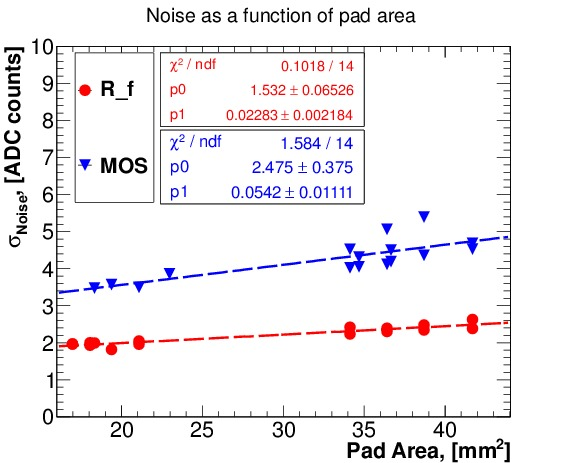 Noise as a function of pad area
σNoise, [ADC counts]
10
9
8
7
6
5
4
3
2
1
0
R_f
MOS
χ² / ndf 0.1018 / 14
p0 1.532 ± 0.06526
p1 0.02283 ± 0.002184
χ² / ndf 1.584 / 14
p0 2.475 ± 0.375
p1 0.0542 ± 0.01111
20 25 30 35 40
Pad Area, [mm²]